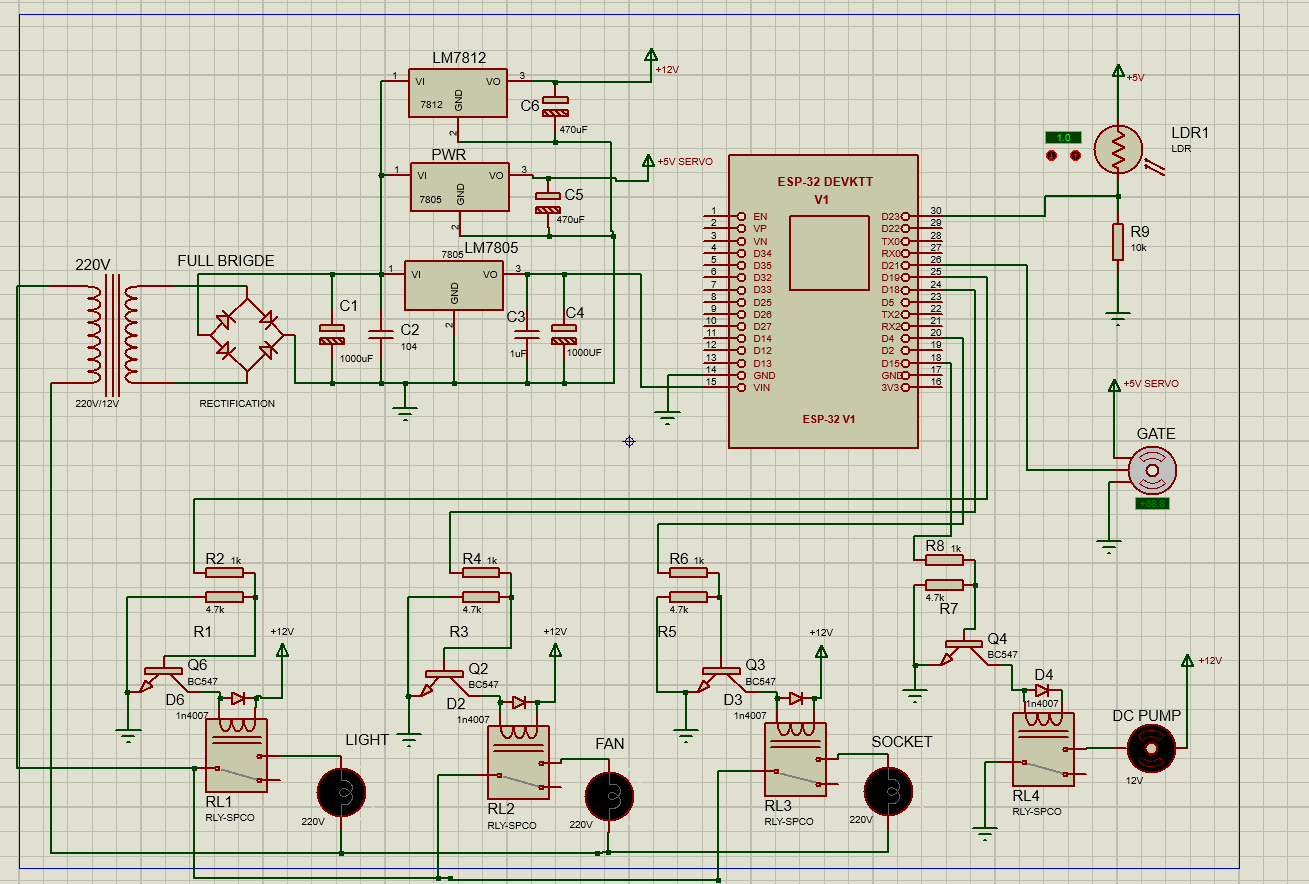 LM7812
1 VI VO 3
7812
GND
2
+12V
C6
470uF
PWR
1 VI VO 3
7805
GND
2
+5V SERVO
C5
470uF
LM7805
7805
1 VI VO 3
GND
2
220V
220V/12V
FULL BRIGDE
RECTIFICATION
C1
1000uF
C2
104
C3
1uF
C4
1000UF
ESP-32 DEVKTT
V1
1 EN D23 30
2 VP D22 29
3 VN TX0 28
4 D34 RX0 27
5 D35 D21 26
6 D32 D19 25
7 D33 D18 24
8 D25 D5 23
9 D26 TX2 22
10 D27 RX2 21
11 D14 D4 20
12 D12 D2 19
13 D13 D15 18
14 GND GND 17
15 VIN 3V3 16
ESP-32 V1
+5V
1.0
LDR1
LDR
R9
10k
+5V SERVO
GATE
R2 1k
4.7k
R1
+12V
Q6
BC547
D6
1n4007
RL1
RLY-SPCO
LIGHT
220V
R4 1k
4.7k
R3
+12V
Q2
BC547
D2
1n4007
RL2
RLY-SPCO
FAN
220V
R6 1k
4.7k
R5
+12V
Q3
BC547
D3
1n4007
RL3
RLY-SPCO
SOCKET
220V
R8 1k
4.7k
R7
Q4
BC547
D4
1n4007
RL4
RLY-SPCO
DC PUMP
12V
+12V